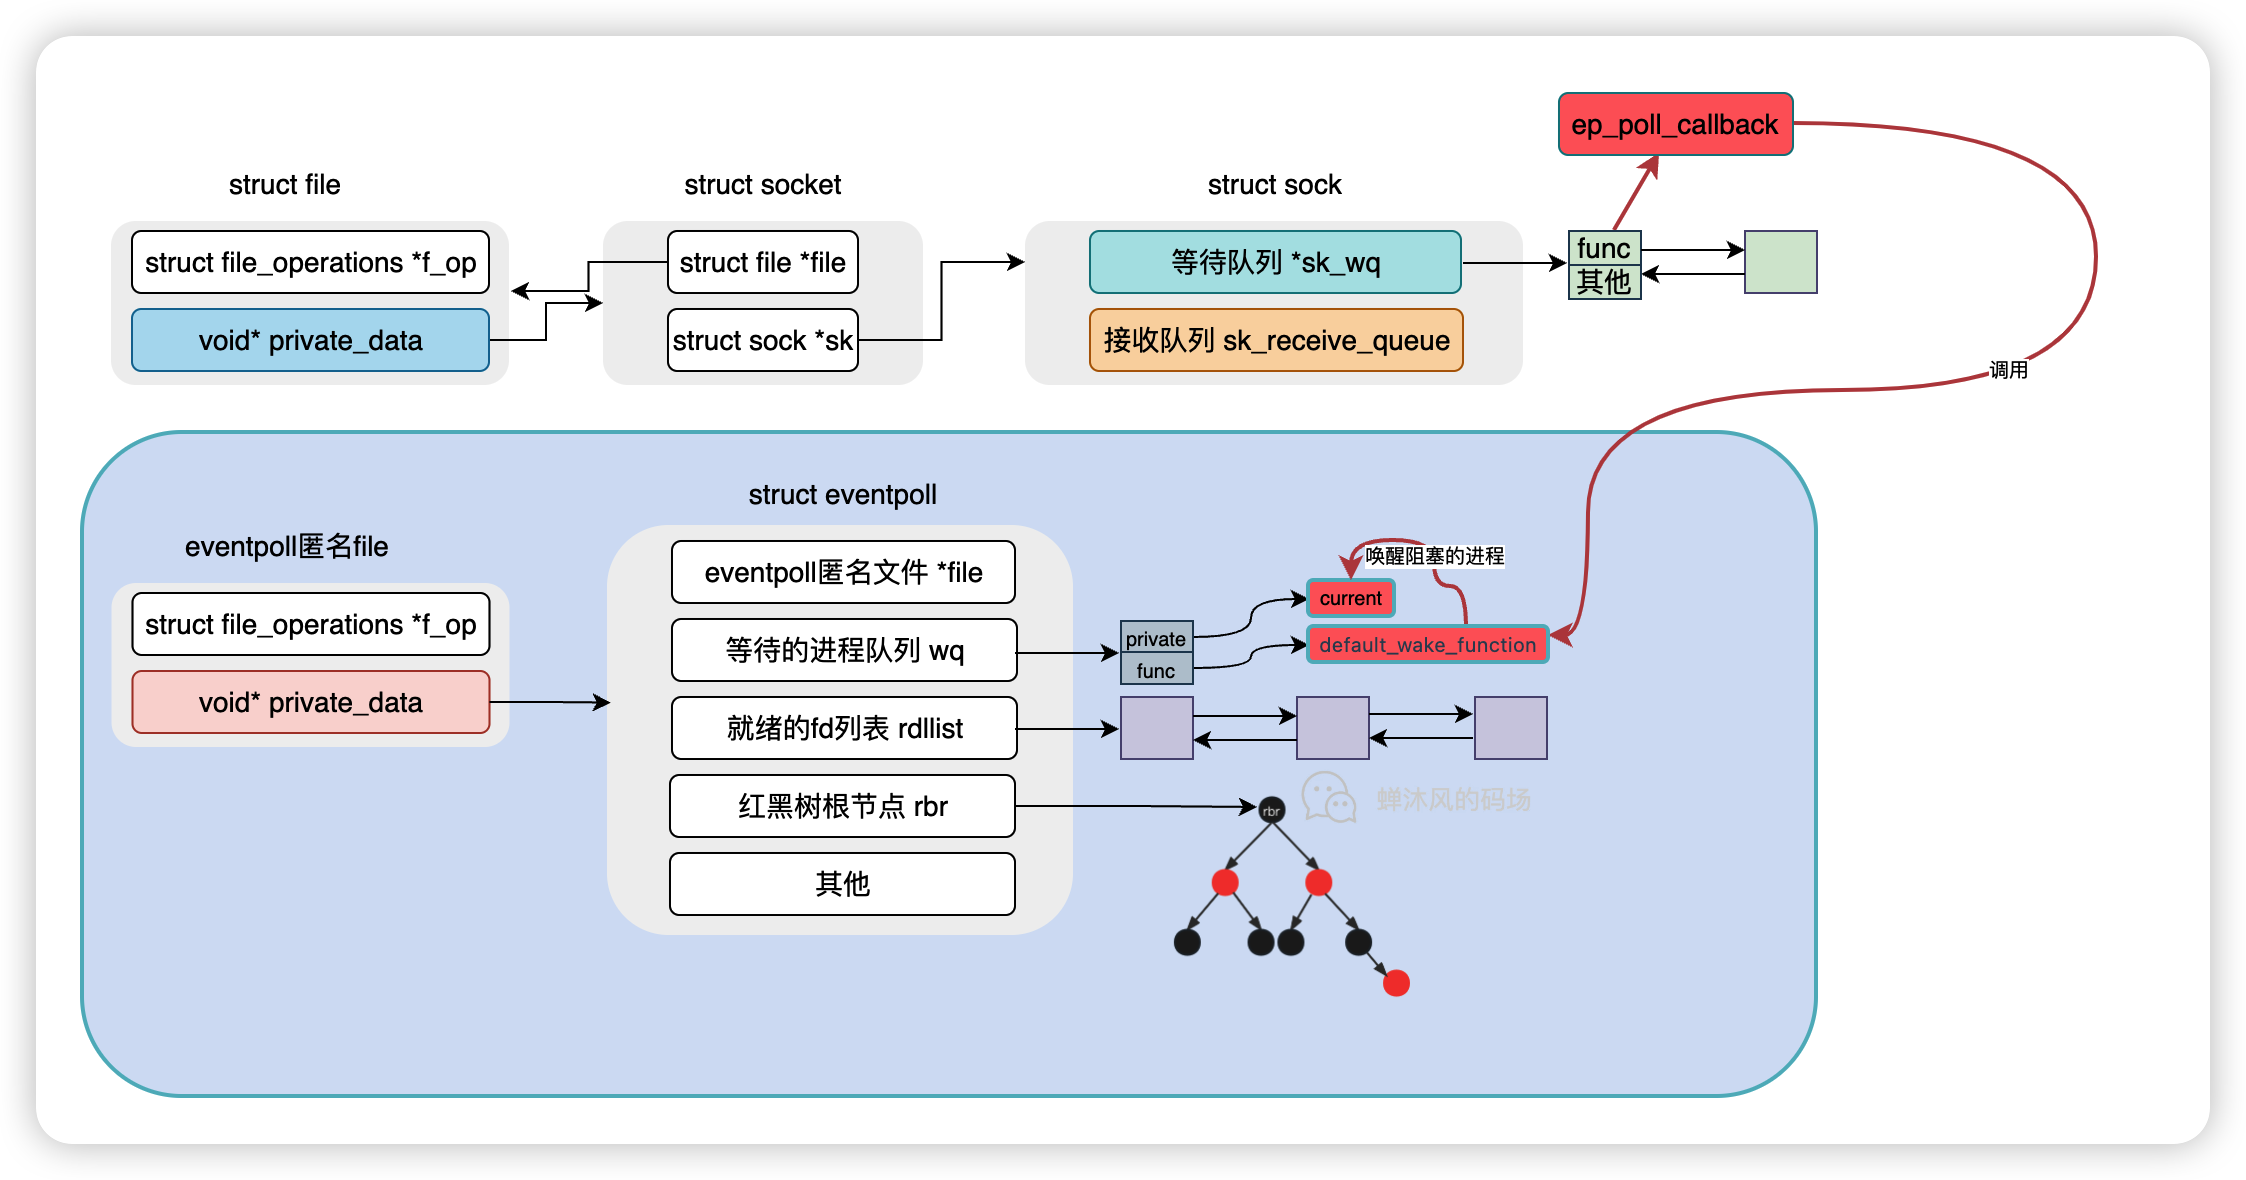 ep_poll_callback
struct file
struct socket
struct sock
struct file_operations *f_op
struct file *file
等待队列 *sk_wq
func
其他
void* private_data
struct sock *sk
接收队列 sk_receive_queue
调用
struct eventpoll
eventpoll匿名file
eventpoll匿名文件 *file
唤醒阻塞的进程
current
struct file_operations *f_op
等待的进程队列 wq
private
func
default_wake_function
void* private_data
就绪的fd列表 rdllist
红黑树根节点 rbr
rbr
蝉沐风的码场
其他